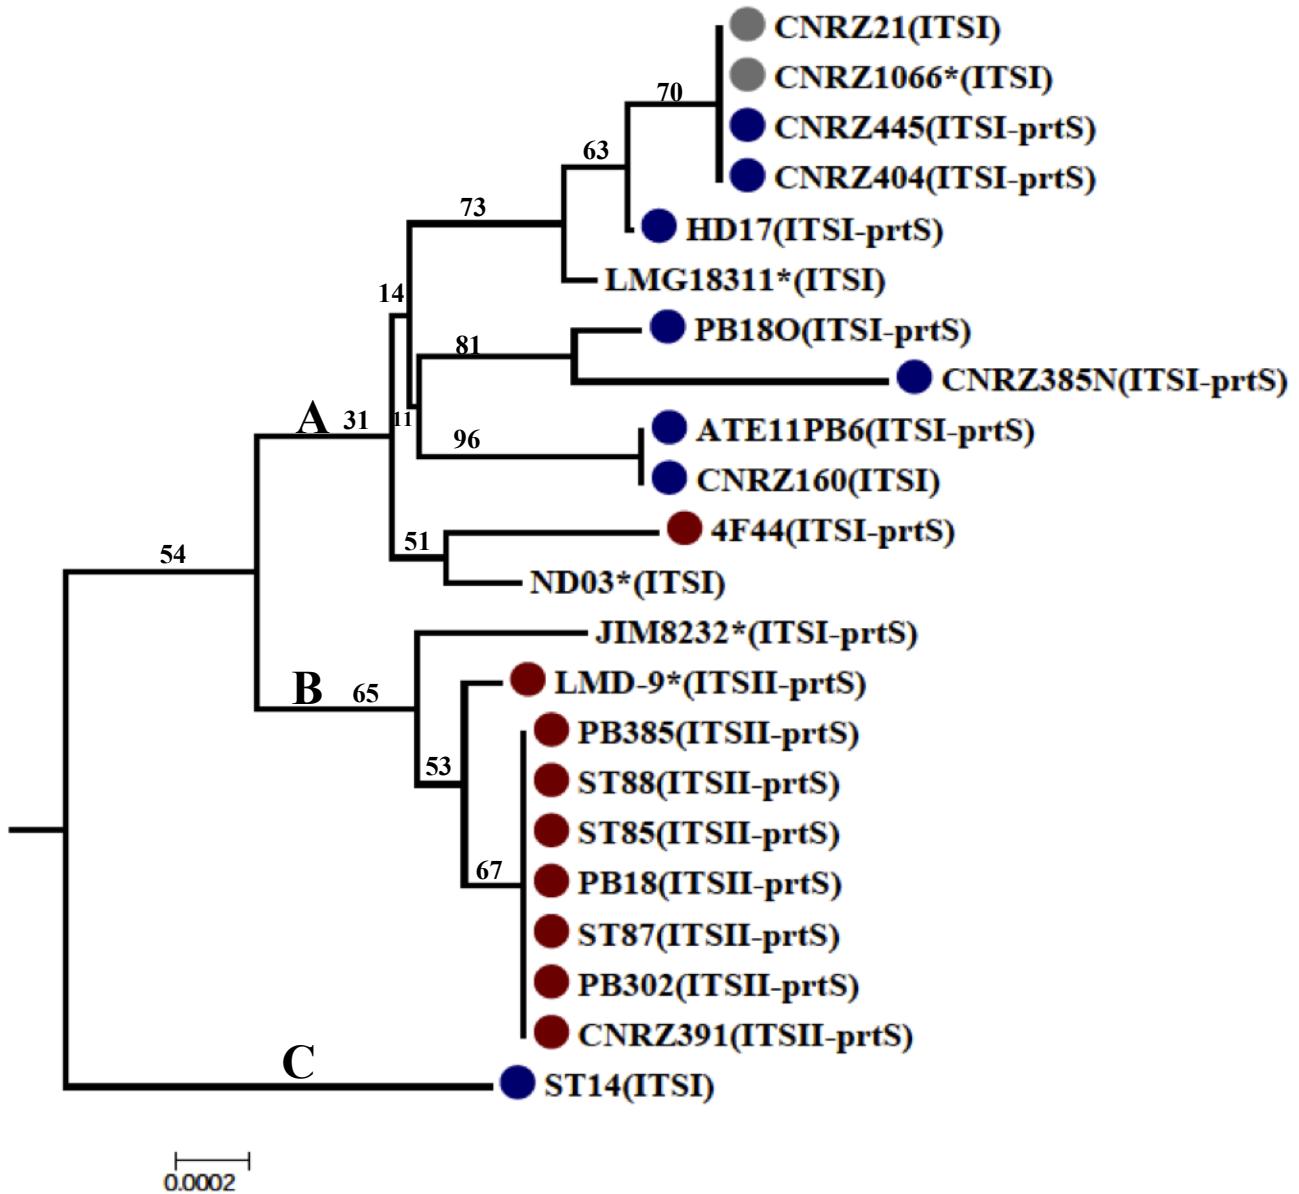 CNRZ21(ITSI)
CNRZ1066*(ITSI)
70
CNRZ445(ITSI-prtS)
63
CNRZ404(ITSI-prtS)
73
HD17(ITSI-prtS)
LMG18311*(ITSI)
14
PB18O(ITSI-prtS)
81
CNRZ385N(ITSI-prtS)
A 31 11
ATE11PB6(ITSI-prtS)
96
CNRZ160(ITSI)
4F44(ITSI-prtS)
51
54
ND03*(ITSI)
JIM8232*(ITSI-prtS)
B 65
LMD-9*(ITSII-prtS)
PB385(ITSII-prtS)
53
ST88(ITSII-prtS)
ST85(ITSII-prtS)
67
PB18(ITSII-prtS)
ST87(ITSII-prtS)
PB302(ITSII-prtS)
CNRZ391(ITSII-prtS)
C
ST14(ITSI)
0.0002